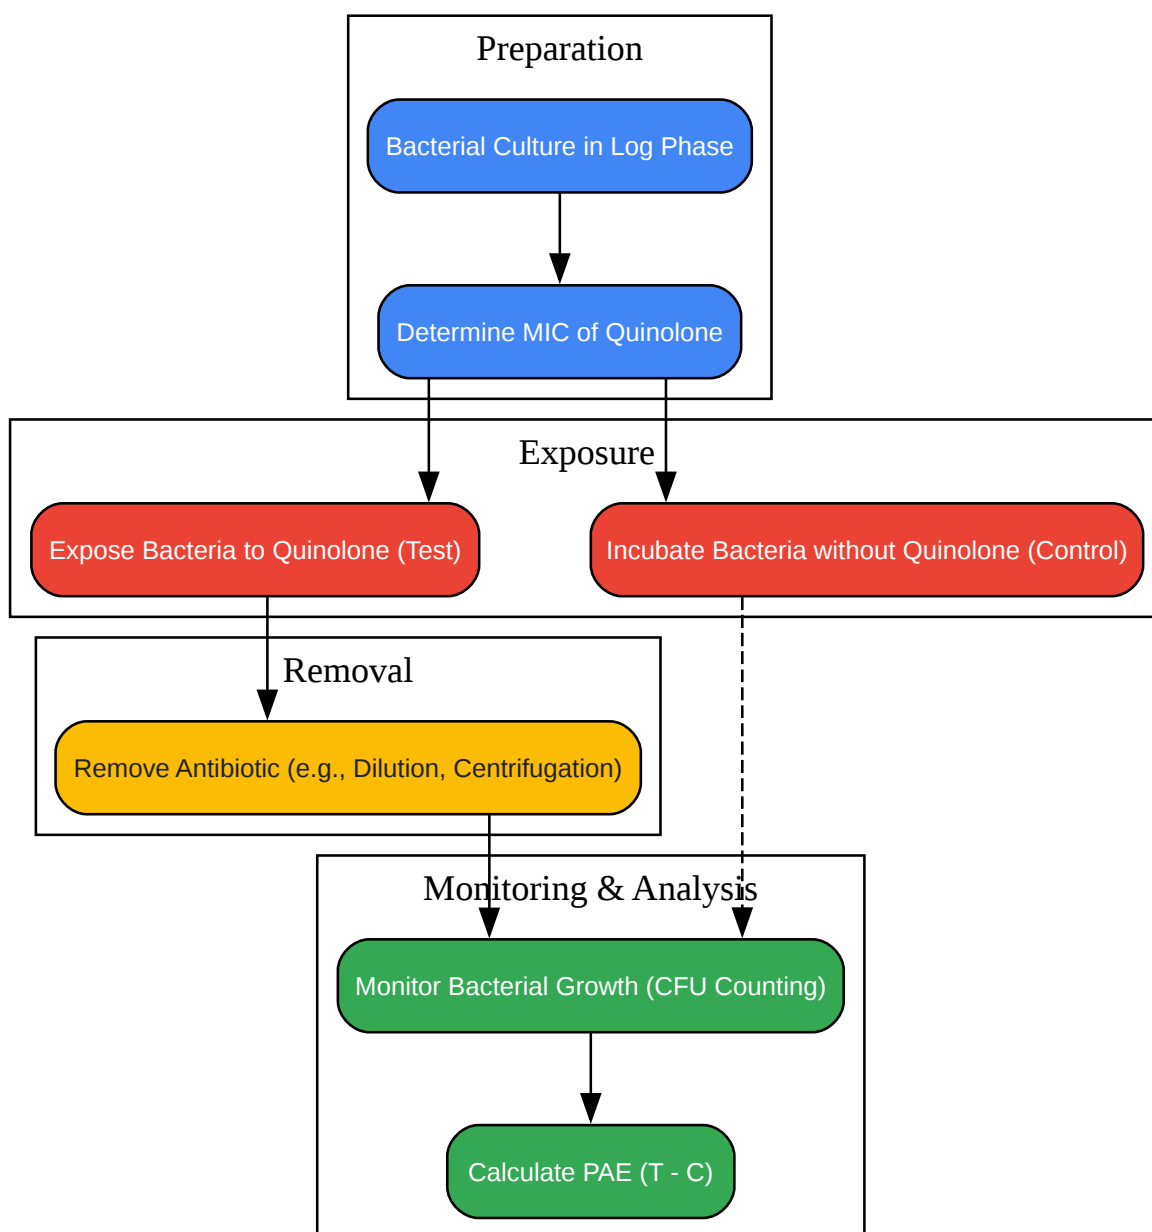 Preparation
Bacterial Culture in Log Phase
Determine MIC of Quinolone
Exposure
Expose Bacteria to Quinolone (Test)
Incubate Bacteria without Quinolone (Control)
Removal
Remove Antibiotic (e.g., Dilution, Centrifugation)
Monitoring & Analysis
Monitor Bacterial Growth (CFU Counting)
Calculate PAE (T - C)